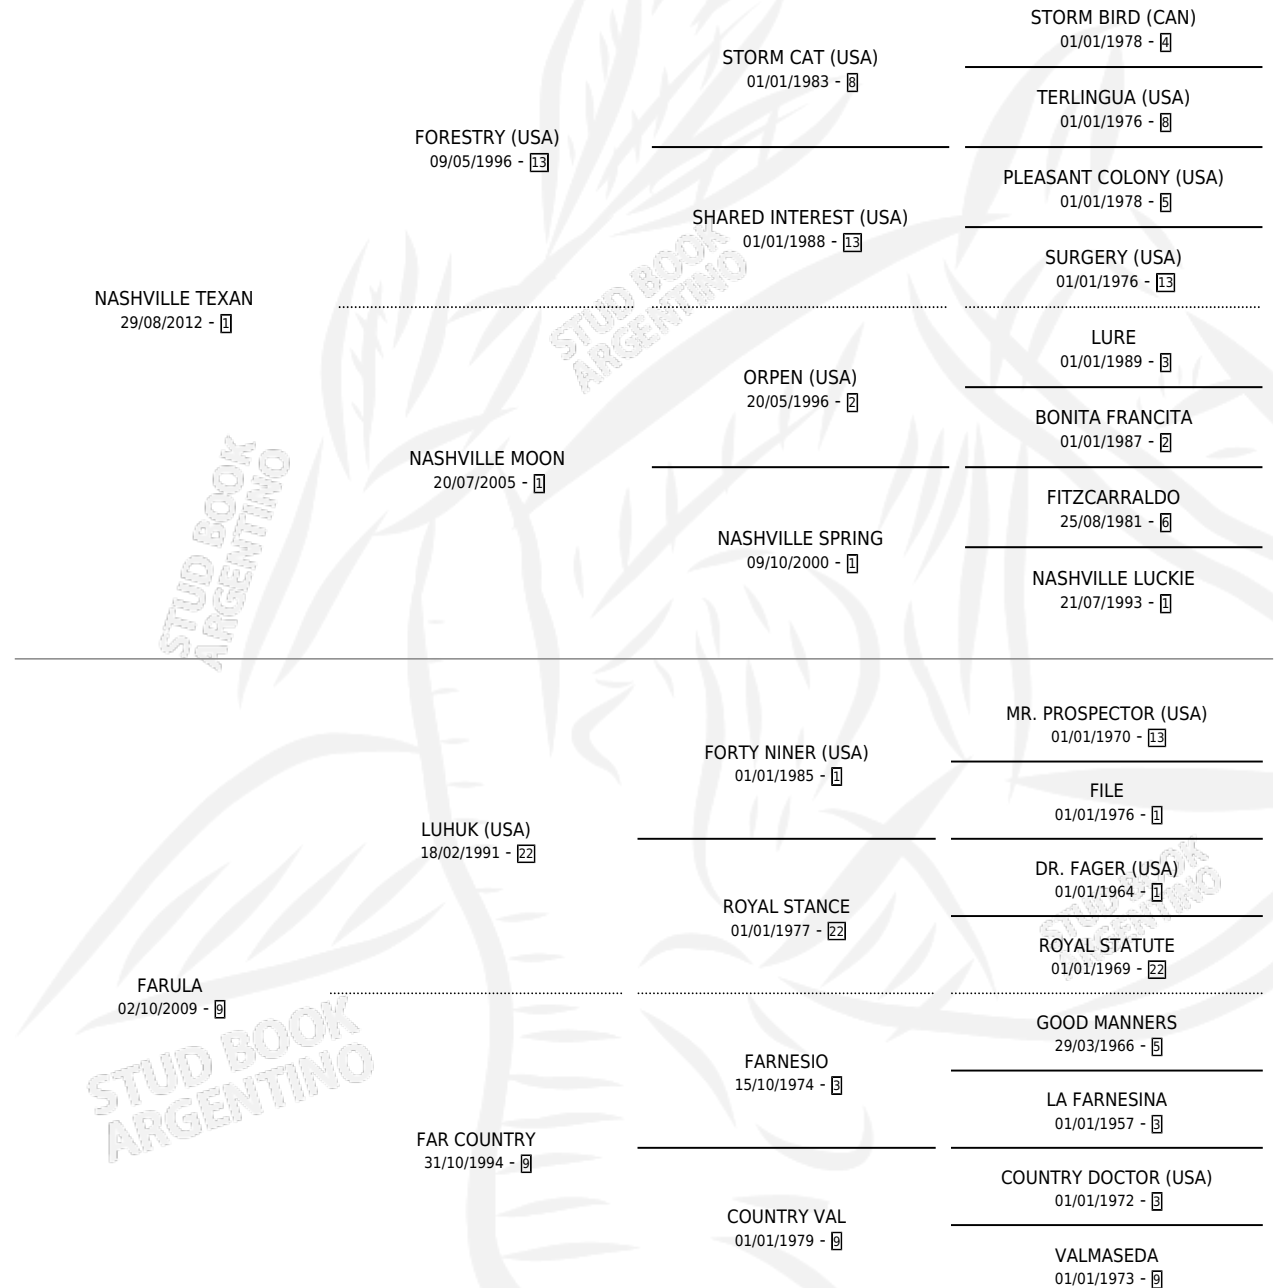 STORM BIRD (CAN)
01/01/1978 - 4
STORM CAT (USA)
01/01/1983 - 8
TERLINGUA (USA)
01/01/1976 - 8
FORESTRY (USA)
09/05/1996 - 13
PLEASANT COLONY (USA)
01/01/1978 - 5
SHARED INTEREST (USA)
01/01/1988 - 13
SURGERY (USA)
01/01/1976 - 13
NASHVILLE TEXAN
29/08/2012 - 1
LURE
01/01/1989 - 3
ORPEN (USA)
20/05/1996 - 2
BONITA FRANCITA
01/01/1987 - 2
NASHVILLE MOON
20/07/2005 - 1
FITZCARRALDO
25/08/1981 - 6
NASHVILLE SPRING
09/10/2000 - 1
NASHVILLE LUCKIE
21/07/1993 - 1
MR. PROSPECTOR (USA)
01/01/1970 - 13
FORTY NINER (USA)
01/01/1985 - 1
FILE
01/01/1976 - 1
LUHUK (USA)
18/02/1991 - 22
DR. FAGER (USA)
01/01/1964 - 1
ROYAL STANCE
01/01/1977 - 22
ROYAL STATUTE
01/01/1969 - 22
FARULA
02/10/2009 - 9
GOOD MANNERS
29/03/1966 - 5
FARNESIO
15/10/1974 - 3
LA FARNESINA
01/01/1957 - 3
FAR COUNTRY
31/10/1994 - 9
COUNTRY DOCTOR (USA)
01/01/1972 - 3
COUNTRY VAL
01/01/1979 - 9
VALMASEDA
01/01/1973 - 9
STUD BOOK
ARGENTINO
STUD BOOK
ARGENTINO
STUD BOOK
ARGENTINO
STUD BOOK
ARGENTINO